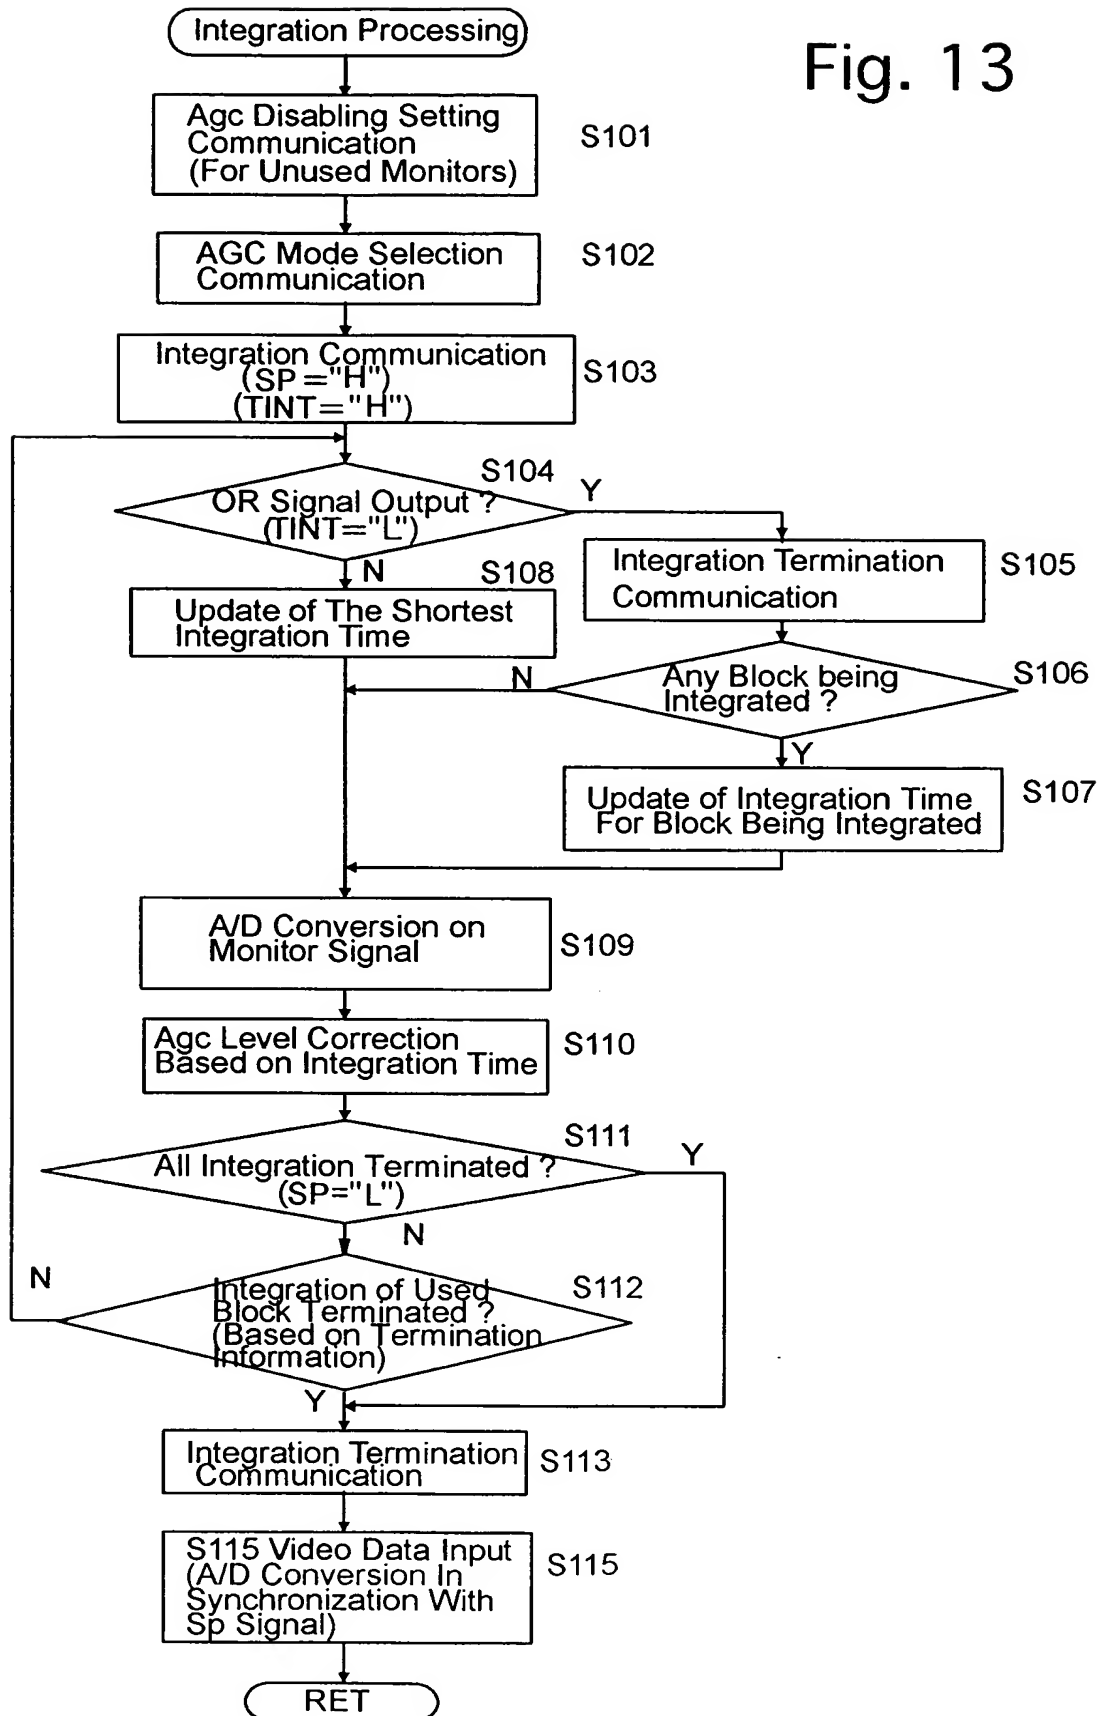 Integration Processing
Fig. 13
Agc Disabling Setting
Communication
(For Unused Monitors)
S101
AGC Mode Selection
Communication
S102
Integration Communication
(SP="H")
(TINT="H")
S103
S104
OR Signal Output ?
(TINT="L")
Y
N
Integration Termination
Communication
S105
S108
Update of The Shortest
Integration Time
Any Block being
Integrated ?
S106
N
Y
Update of Integration Time
For Block Being Integrated
S107
A/D Conversion on
Monitor Signal
S109
Agc Level Correction
Based on Integration Time
S110
S111
All Integration Terminated ?
(SP="L")
Y
N
N
Integration of Used
Block Terminated ?
(Based on Termination
Information)
S112
Y
Integration Termination
Communication
S113
S115 Video Data Input
(A/D Conversion In
Synchronization With
Sp Signal)
S115
RET